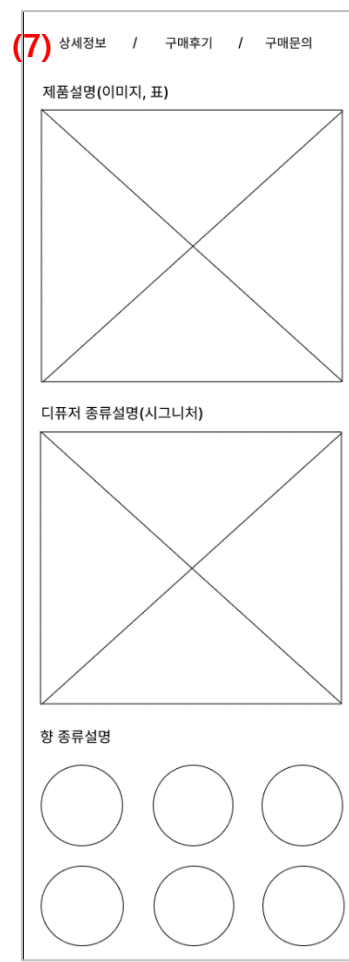 (7) 상세정보 / 구매후기 / 구매문의
제품설명(이미지, 표)
디퓨저 종류설명(시그니처)
향 종류설명